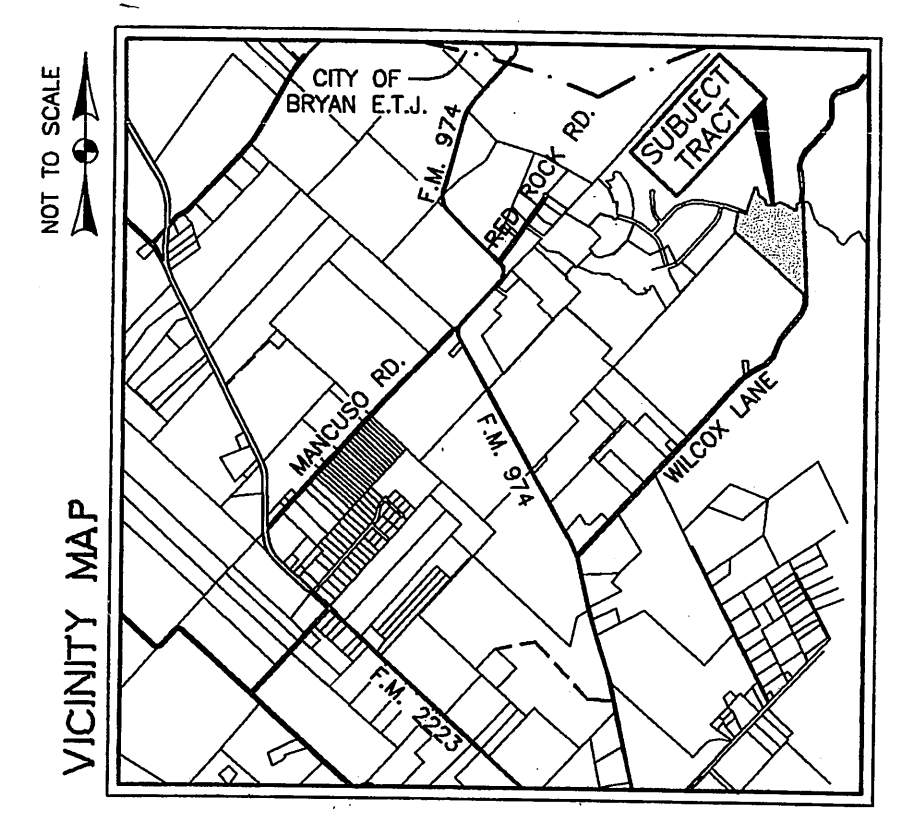 VICINITY MAP
NOT TO SCALE
CITY OF
BRYAN E.T.J.
F.M. 974
RED ROCK RD.
SUBJECT
TRACT
MANCUSO RD.
F.M. 974
WILCOX LANE
F.M. 2223